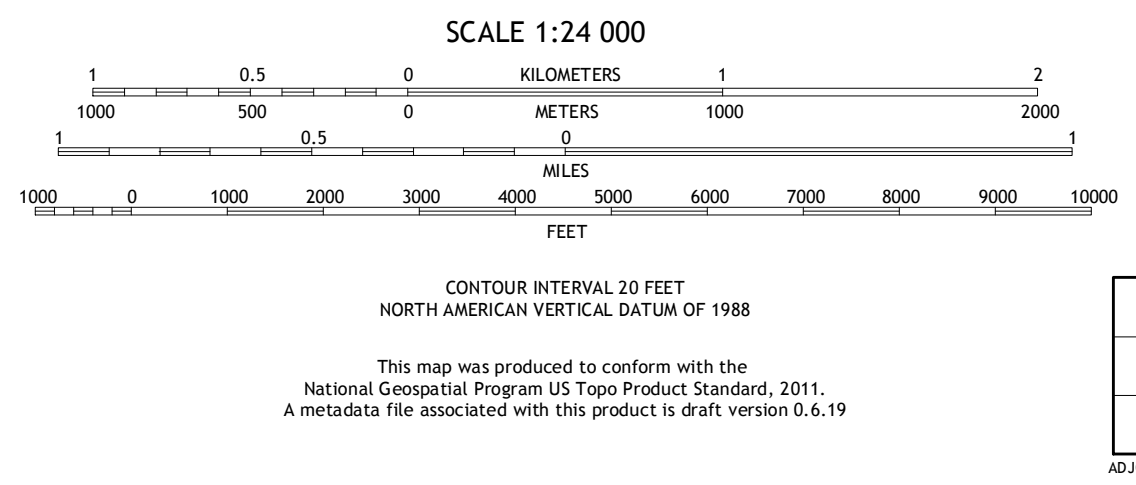 SCALE 1:24 000
1 0.5 0 KILOMETERS 1 2
1000 500 0 METERS 1000 2000
1 0.5 0 1
MILES
1000 0 1000 2000 3000 4000 5000 6000 7000 8000 9000 10000
FEET
CONTOUR INTERVAL 20 FEET
NORTH AMERICAN VERTICAL DATUM OF 1988
This map was produced to conform with the
National Geospatial Program US Topo Product Standard, 2011.
A metadata file associated with this product is draft version 0.6.19